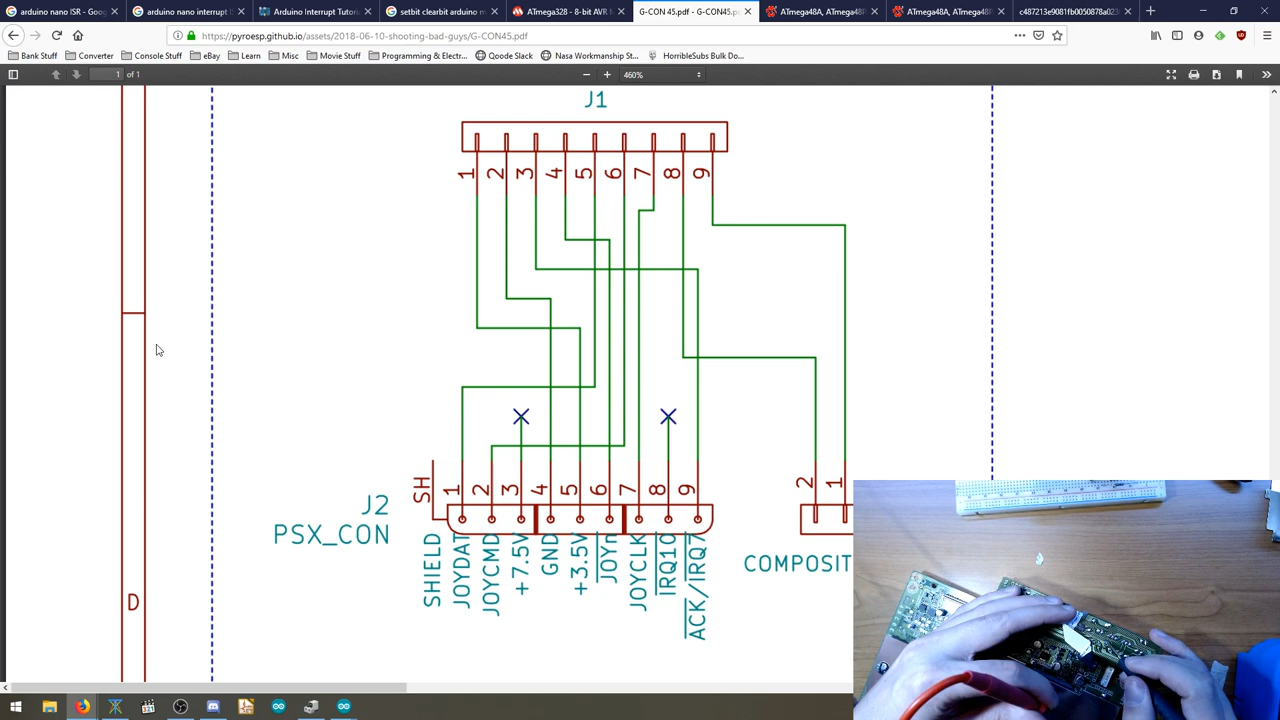 arduino nano ISR - Goo
arduino nano interrupt IS
Arduino Interrupt Tutori
setbit clearbit arduino m
ATmega328 - 8-bit AVR
G-CON 45.pdf - G-CON45.p
ATmega48A, ATmega48P
ATmega48A, ATmega48P
https://pyroesp.github.io/assets/2018-06-10-shooting-bad-guys/G-CON45.pdf
Bank Stuff Converter Console Stuff eBay Learn Misc Movie Stuff Programming & Electr... Qoode Slack Nasa Workmanship St... HorribleSubs Bulk Do...
1 of 1 460%
J1
1 2 3 4 5 6 7 8 9
J2
PSX_CON
SH 1 2 3 4 5 6 7 8 9
SHIELD
JOYDAT
JOYCMD
+7.5V
GND
+3.5V
JOYn
JOYCLK
IRQ10
ACK/IRQ7
2 1
COMPOSIT
D